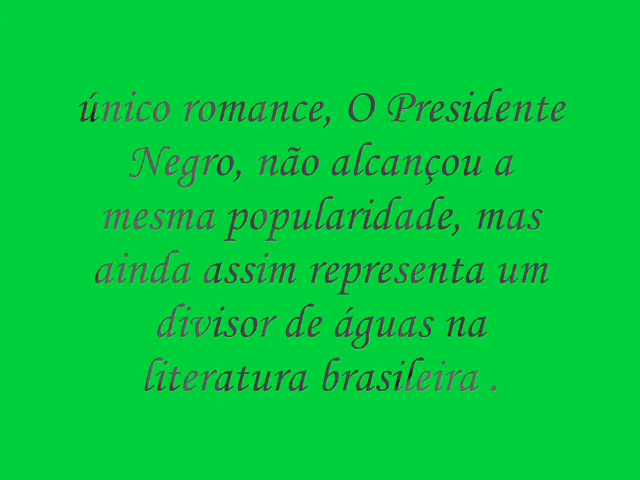 único romance, O Presidente
Negro, não alcançou a
mesma popularidade, mas
ainda assim representa um
divisor de águas na
literatura brasileira .